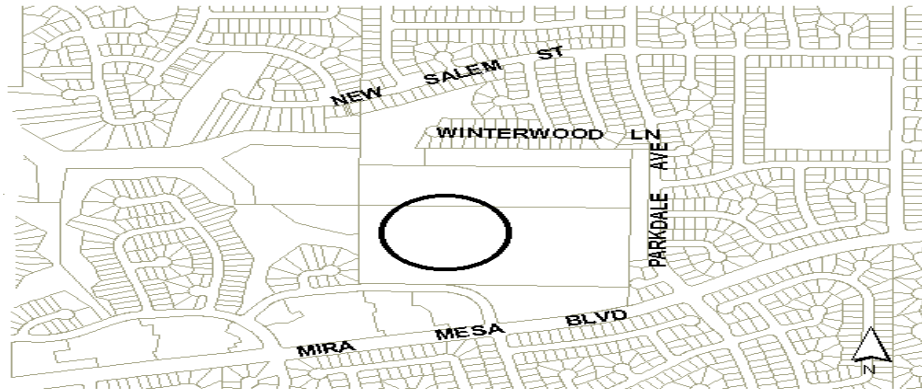 NEW SALEM ST
WINTERWOOD LN
PARKDALE AVE
MIRA MESA BLVD
N